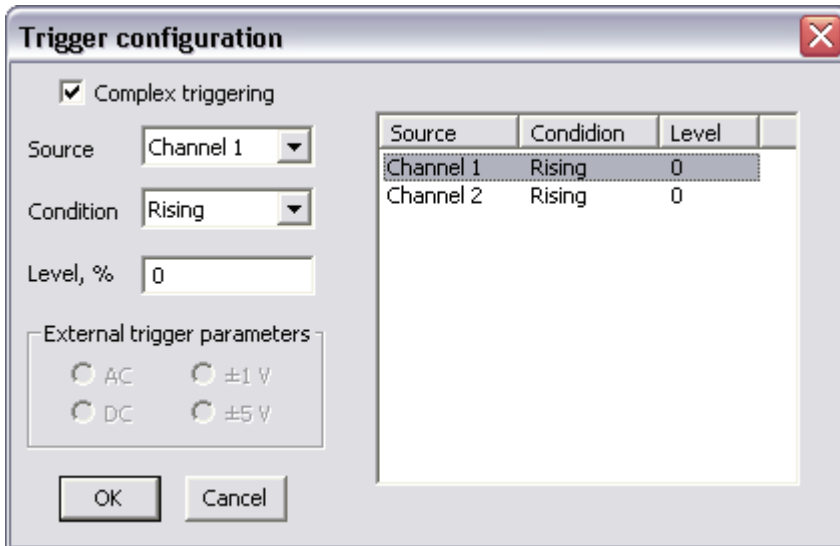 Trigger configuration
Complex triggering
Source Channel 1
Condition Rising
Level, % 0
External trigger parameters
AC ±1 V
DC ±5 V
OK Cancel
Source Condidion Level
Channel 1 Rising 0
Channel 2 Rising 0